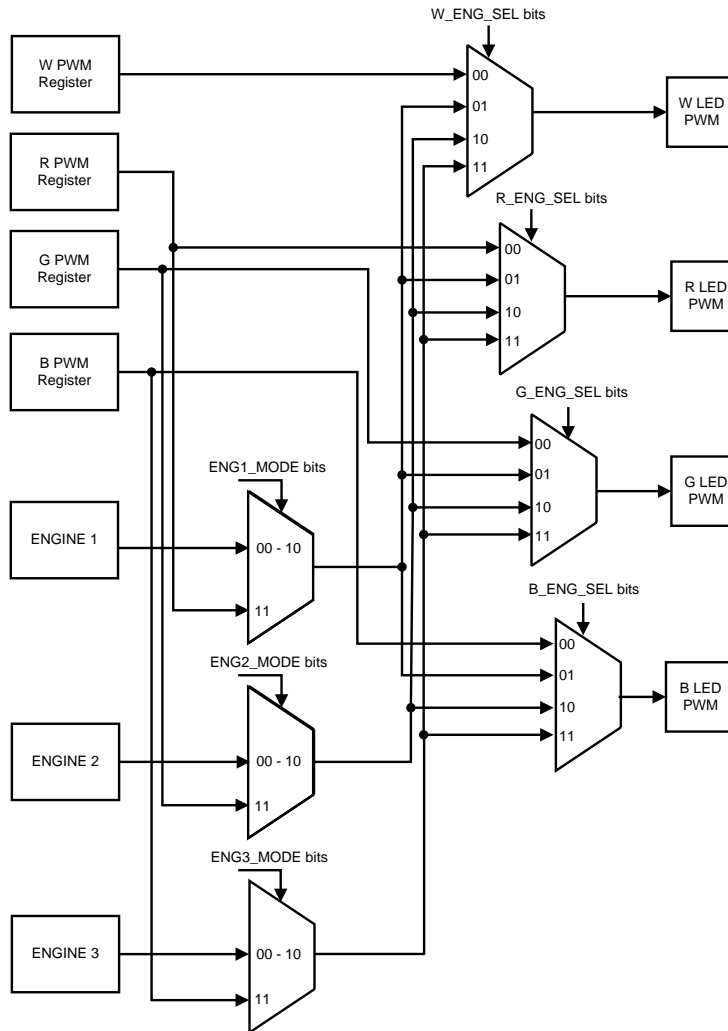 W_ENG_SEL bits
W PWM
Register
00
01
10
11
W LED
PWM
R PWM
Register
R_ENG_SEL bits
00
01
10
11
R LED
PWM
G PWM
Register
B PWM
Register
G_ENG_SEL bits
00
01
10
11
G LED
PWM
ENG1_MODE bits
ENGINE 1
00 - 10
11
B_ENG_SEL bits
00
01
10
11
B LED
PWM
ENG2_MODE bits
ENGINE 2
00 - 10
11
ENG3_MODE bits
ENGINE 3
00 - 10
11